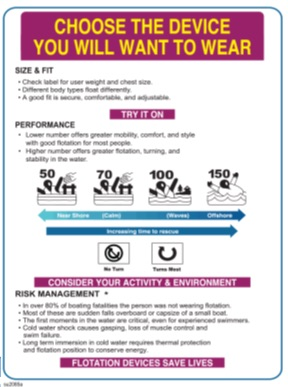 CHOOSE THE DEVICE
YOU WILL WANT TO WEAR
SIZE & FIT
• Check label for user weight and chest size.
• Different body types float differently.
• A good fit is secure, comfortable, and adjustable.
TRY IT ON
PERFORMANCE
• Lower number offers greater mobility, comfort, and style
with good flotation for most people.
• Higher number offers greater flotation, turning, and
stability in the water.
50 70 100 150
Near Shore (Calm) (Waves) Offshore
Increasing time to rescue
No Turn Turns Most
CONSIDER YOUR ACTIVITY & ENVIRONMENT
RISK MANAGEMENT
• In over 80% of boating fatalities the person was not wearing flotation.
• Most of these are sudden falls overboard or capsize of a small boat.
• The first moments in the water are critical, even for experienced swimmers.
• Cold water shock causes gasping, loss of muscle control and
swim failure.
• Long term immersion in cold water requires thermal protection
and flotation position to conserve energy.
FLOTATION DEVICES SAVE LIVES